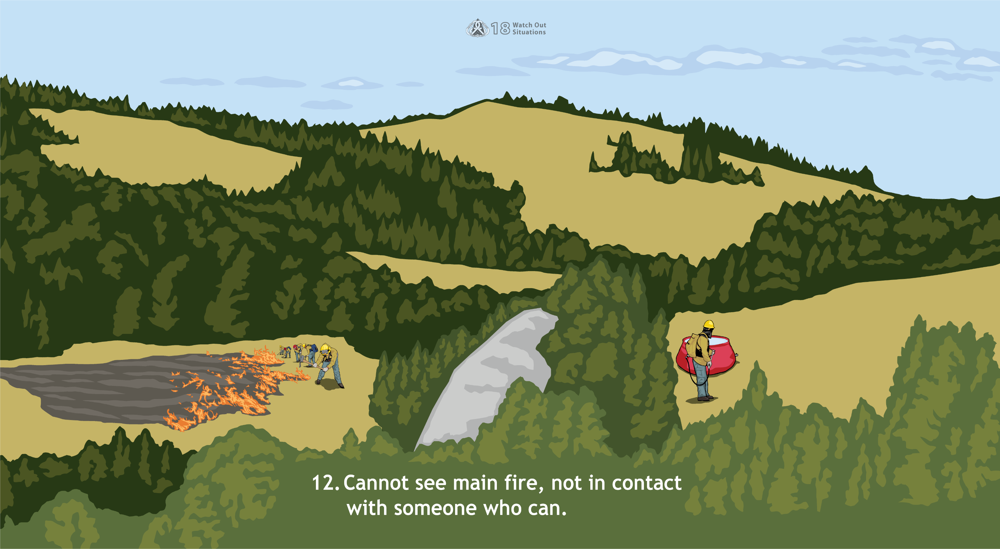 18 Watch Out
Situations
12. Cannot see main fire, not in contact
with someone who can.